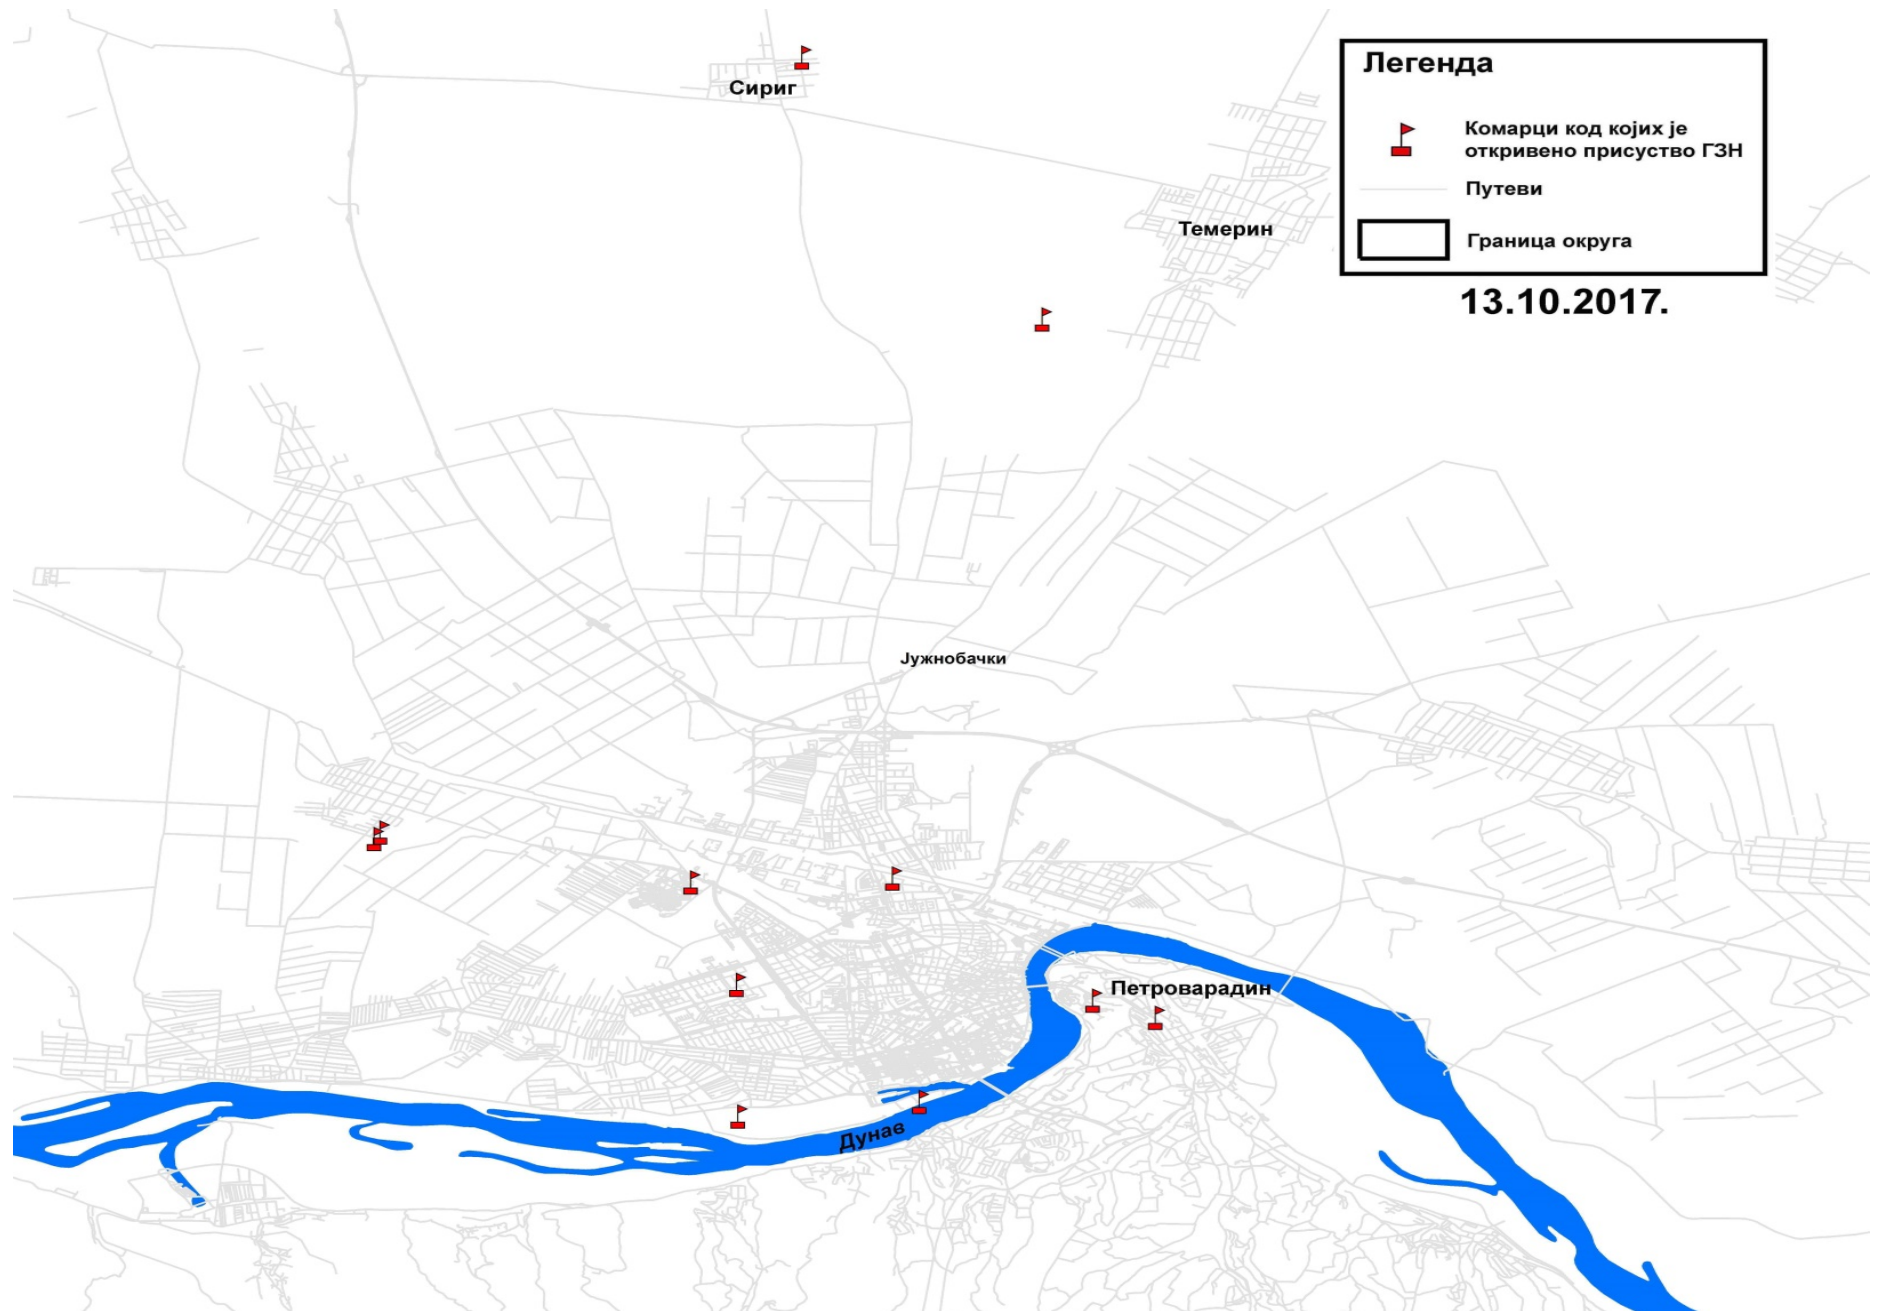 Сириг
Легенда
Комарци код којих је
откривено присуство ГЗН
Путеви
Граница округа
13.10.2017.
Темерин
Јужнобачки
Петроварадин
Дунав